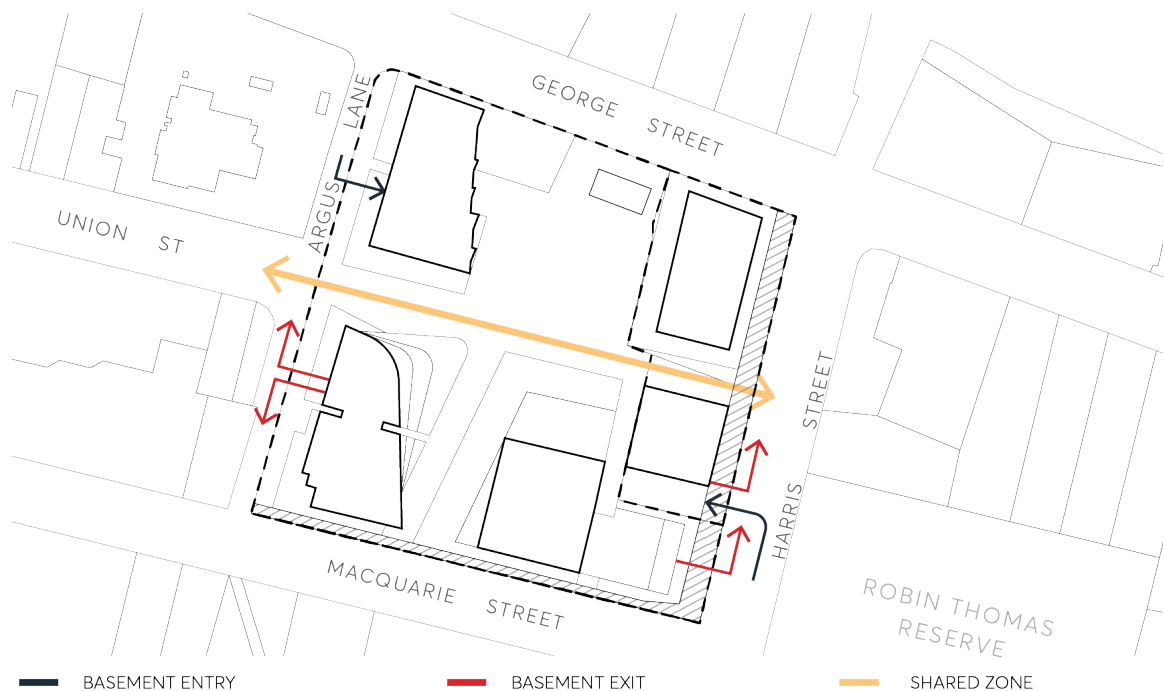 GEORGE STREET
ARGUS LANE
UNION ST
HARRIS STREET
MACQUARIE STREET
ROBIN THOMAS
RESERVE
BASEMENT ENTRY
BASEMENT EXIT
SHARED ZONE